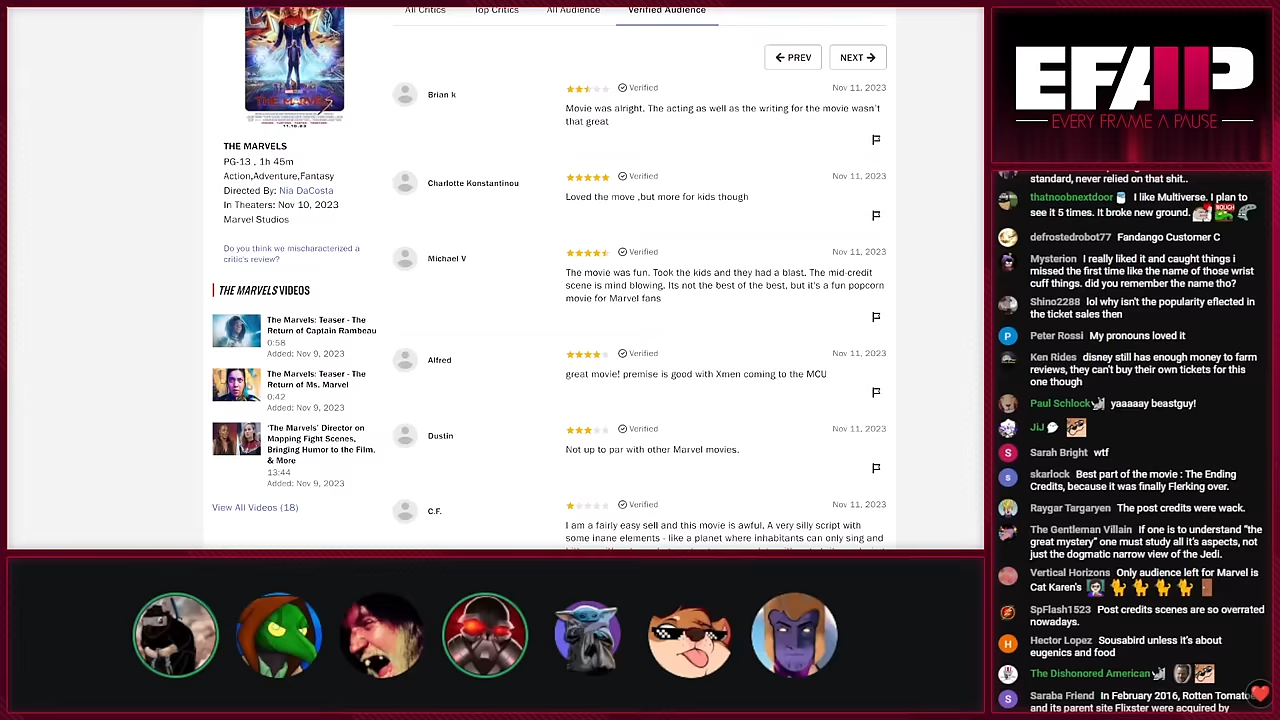 All Critics
Top Critics
All Audience
Verified Audience
PREV
NEXT
THE MARVELS
PG-13 , 1h 45m
Action,Adventure,Fantasy
Directed By: Nia DaCosta
In Theaters: Nov 10, 2023
Marvel Studios
Do you think we mischaracterized a
critic's review?
THE MARVELS VIDEOS
The Marvels: Teaser - The
Return of Captain Rambeau
0:58
Added: Nov 9, 2023
The Marvels: Teaser - The
Return of Ms. Marvel
0:42
Added: Nov 9, 2023
'The Marvels' Director on
Mapping Fight Scenes,
Bringing Humor to the Film,
& More
13:44
Added: Nov 9, 2023
View All Videos (18)
Brian k
Verified
Nov 11, 2023
Movie was alright. The acting as well as the writing for the movie wasn't
that great
Charlotte Konstantinou
Verified
Nov 11, 2023
Loved the move ,but more for kids though
Michael V
Verified
Nov 11, 2023
The movie was fun. Took the kids and they had a blast. The mid-credit
scene is mind blowing. Its not the best of the best, but it's a fun popcorn
movie for Marvel fans
Alfred
Verified
Nov 11, 2023
great movie! premise is good with Xmen coming to the MCU
Dustin
Verified
Nov 11, 2023
Not up to par with other Marvel movies.
C.F.
Verified
Nov 11, 2023
I am a fairly easy sell and this movie is awful. A very silly script with
some inane elements - like a planet where inhabitants can only sing and
EFAP
EVERY FRAME A PAUSE
standard, never relied on that shit..
thatnoobnextdoor I like Multiverse. I plan to
see it 5 times. It broke new ground.
defrostedrobot77 Fandango Customer C
Mysterion I really liked it and caught things i
missed the first time like the name of those wrist
cuff things. did you remember the name tho?
Shino2288 lol why isn't the popularity eflected in
the ticket sales then
P
Peter Rossi My pronouns loved it
Ken Rides disney still has enough money to farm
reviews, they can't buy their own tickets for this
one though
Paul Schlock yaaaaay beastguy!
JiJ
S
Sarah Bright wtf
s
skarlock Best part of the movie : The Ending
Credits, because it was finally Flerking over.
Raygar Targaryen The post credits were wack.
The Gentleman Villain If one is to understand "the
great mystery" one must study all it's aspects, not
just the dogmatic narrow view of the Jedi.
Vertical Horizons Only audience left for Marvel is
Cat Karen's
SpFlash1523 Post credits scenes are so overrated
nowadays.
H
Hector Lopez Sousabird unless it's about
eugenics and food
The Dishonored American
S
Saraba Friend In February 2016, Rotten Tomatoe
and its parent site Flixster were acquired by